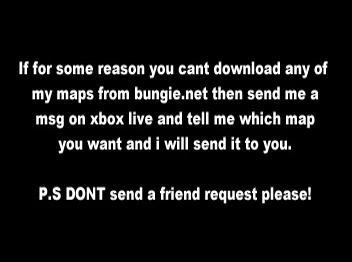 If for some reason you cant download any of
my maps from bungie.net then send me a
msg on xbox live and tell me which map
you want and i will send it to you.
P.S DONT send a friend request please!